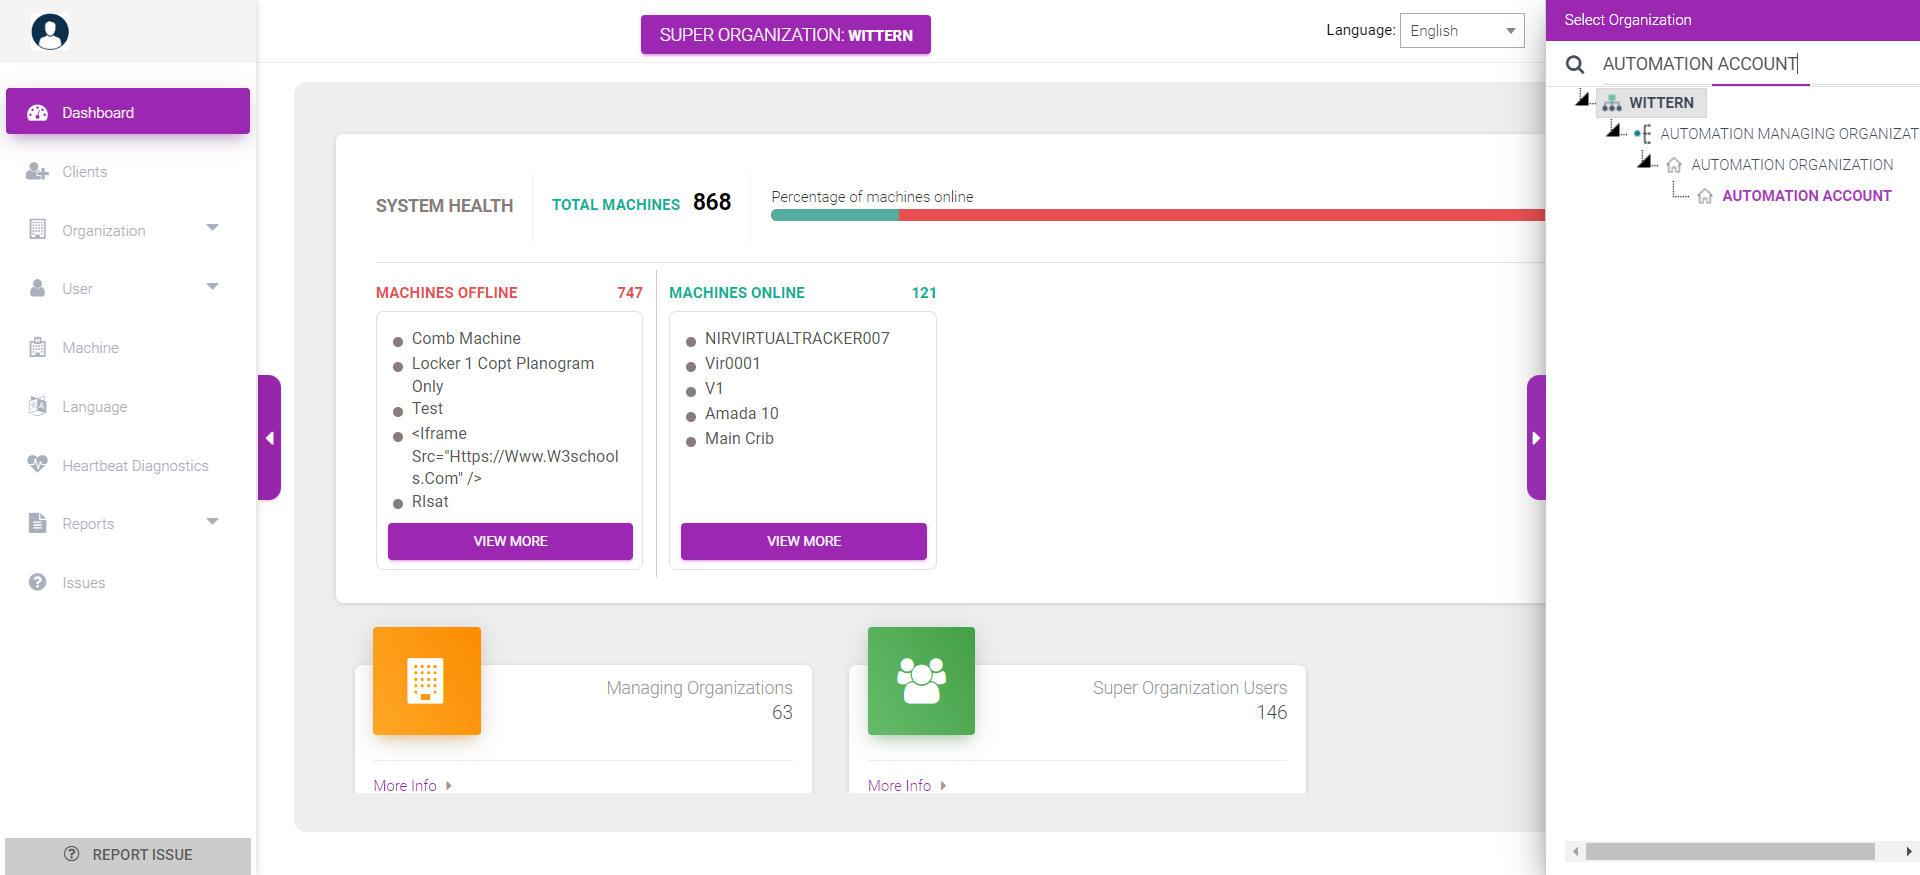 SUPER ORGANIZATION: WITTERN
Language:
English
Select Organization
AUTOMATION ACCOUNT
WITTERN
AUTOMATION MANAGING ORGANIZAT
AUTOMATION ORGANIZATION
AUTOMATION ACCOUNT
Dashboard
Clients
Organization
User
Machine
Language
Heartbeat Diagnostics
Reports
Issues
REPORT ISSUE
SYSTEM HEALTH
TOTAL MACHINES 868
Percentage of machines online
MACHINES OFFLINE 747
Comb Machine
Locker 1 Copt Planogram
Only
Test
<Iframe
Src="Https://Www.W3school
s.Com" />
RIsat
VIEW MORE
MACHINES ONLINE 121
NIRVIRTUALTRACKER007
Vir0001
V1
Amada 10
Main Crib
VIEW MORE
Managing Organizations
63
More Info
Super Organization Users
146
More Info